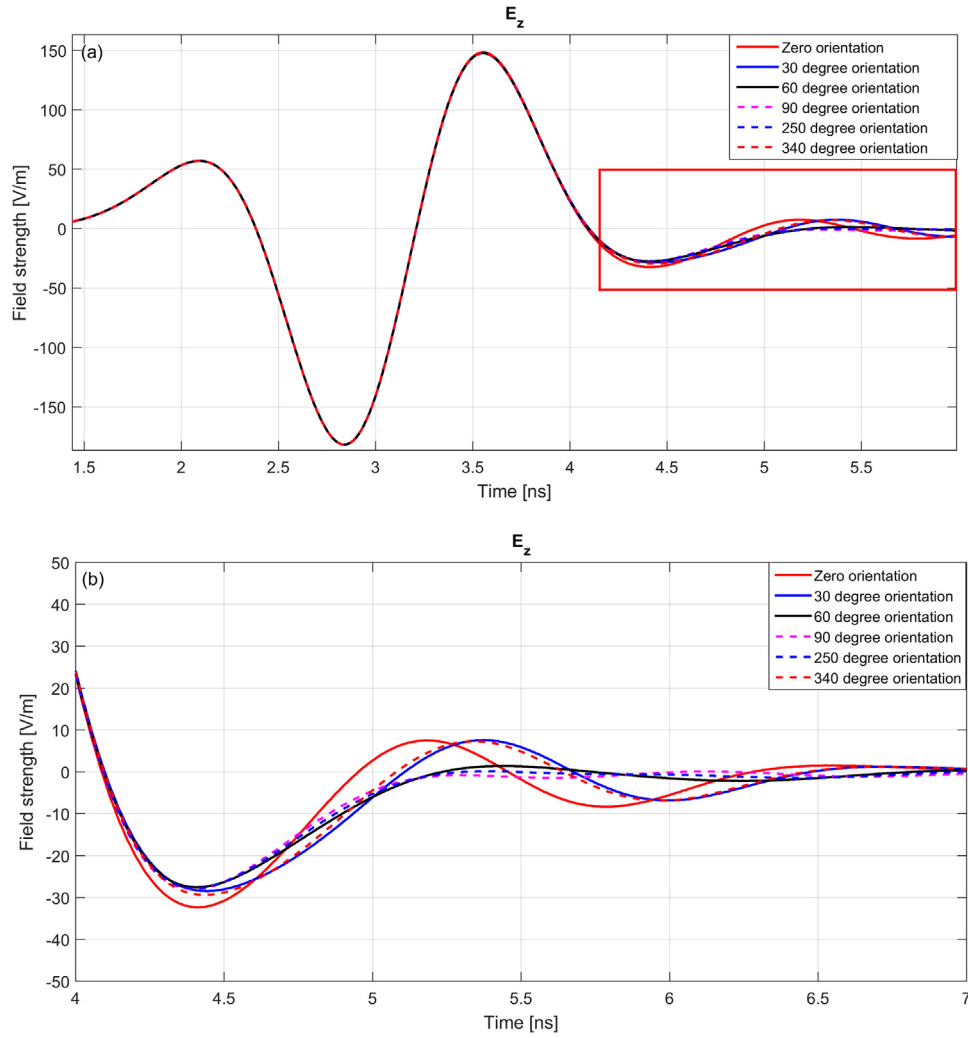 E_z
(a)
Zero orientation
30 degree orientation
60 degree orientation
90 degree orientation
250 degree orientation
340 degree orientation
150
100
50
0
-50
-100
-150
Field strength [V/m]
1.5
2
2.5
3
3.5
4
4.5
5
5.5
Time [ns]
E_z
(b)
Zero orientation
30 degree orientation
60 degree orientation
90 degree orientation
250 degree orientation
340 degree orientation
50
40
30
20
10
0
-10
-20
-30
-40
-50
Field strength [V/m]
4
4.5
5
5.5
6
6.5
7
Time [ns]